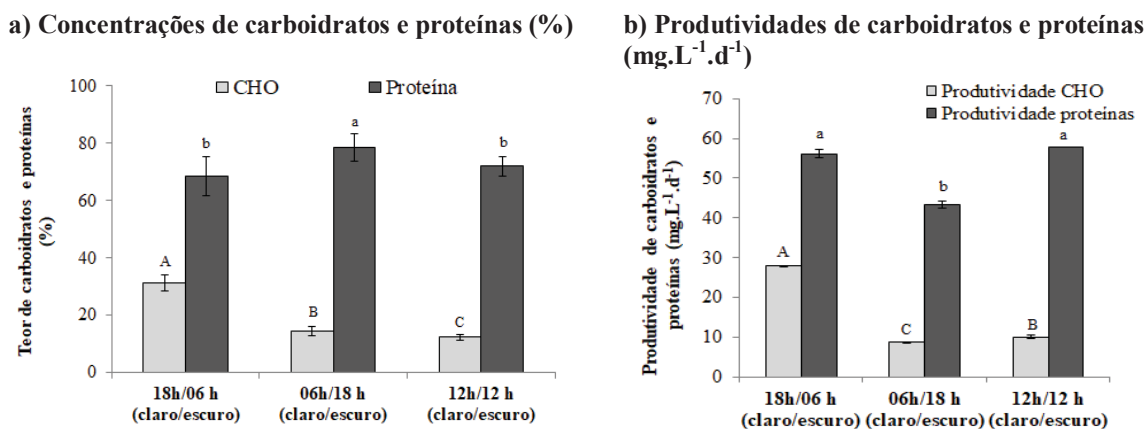 a) Concentrações de carboidratos e proteínas (%)
CHO Proteína
Teor de carboidratos e proteínas
(%)
100
80
60
40
20
0
A
b
B
a
C
b
18h/06 h
(claro/escuro)
06h/18 h
(claro/escuro)
12h/12 h
(claro/escuro)
b) Produtividades de carboidratos e proteínas
(mg.L⁻¹.d⁻¹)
Produtividade CHO
Produtividade proteínas
Produtividade de carboidratos e
proteínas (mg.L⁻¹.d⁻¹)
70
60
50
40
30
20
10
0
A
a
C
b
B
a
18h/06 h
(claro/escuro)
06h/18 h
(claro/escuro)
12h/12 h
(claro/escuro)